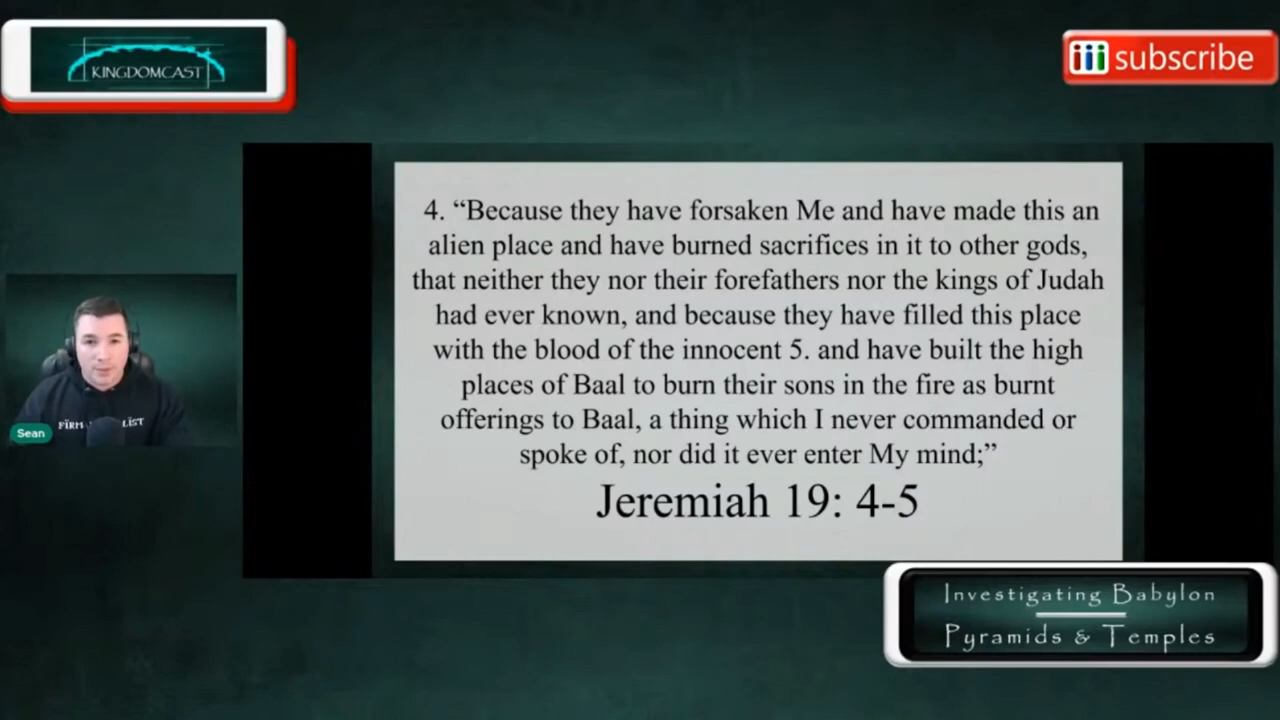 KINGDOMCAST
subscribe
4. “Because they have forsaken Me and have made this an
alien place and have burned sacrifices in it to other gods,
that neither they nor their forefathers nor the kings of Judah
had ever known, and because they have filled this place
with the blood of the innocent 5. and have built the high
places of Baal to burn their sons in the fire as burnt
offerings to Baal, a thing which I never commanded or
spoke of, nor did it ever enter My mind;”
Jeremiah 19: 4-5
Sean
Investigating Babylon
Pyramids & Temples